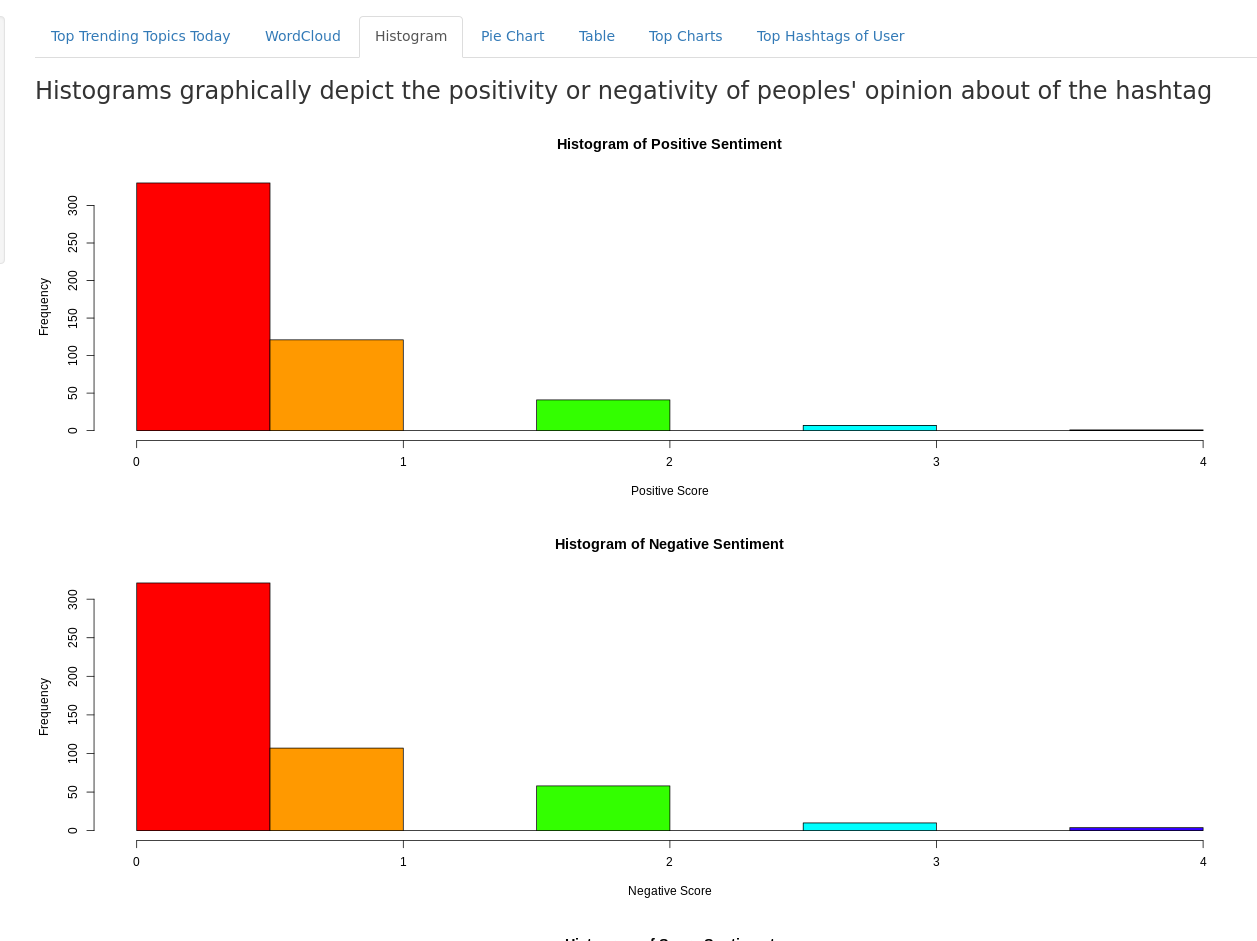 Top Trending Topics Today WordCloud Histogram Pie Chart Table Top Charts Top Hashtags of User
Histograms graphically depict the positivity or negativity of peoples' opinion about of the hashtag
Histogram of Positive Sentiment
Frequency
300
250
200
150
100
50
0
0 1 2 3 4
Positive Score
Histogram of Negative Sentiment
Frequency
300
250
200
150
100
50
0
0 1 2 3 4
Negative Score